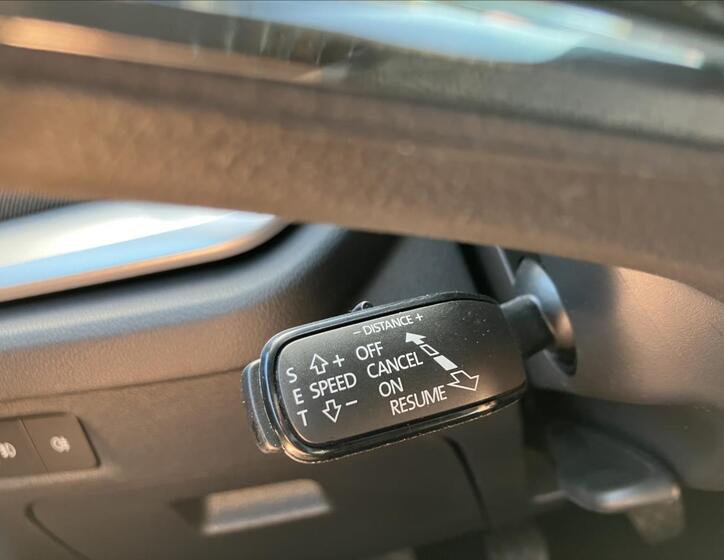 − DISTANCE +
S + OFF
E SPEED CANCEL
T − ON
RESUME